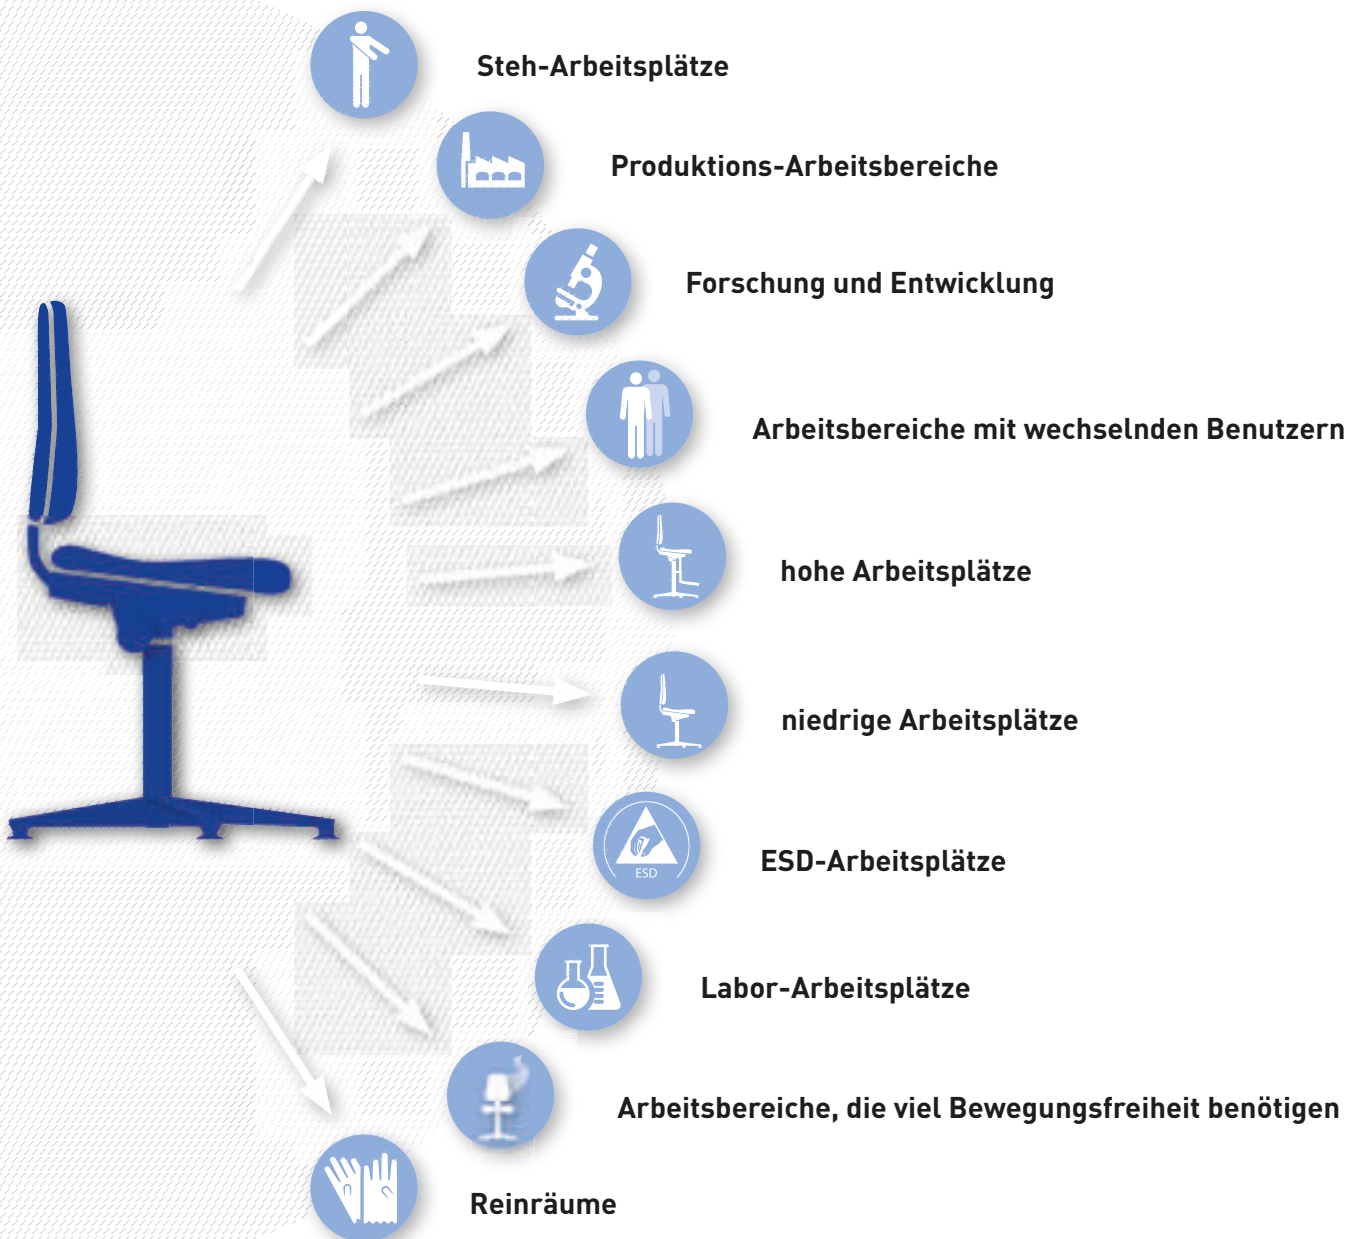 Steh-Arbeitsplätze
Produktions-Arbeitsbereiche
Forschung und Entwicklung
Arbeitsbereiche mit wechselnden Benutzern
hohe Arbeitsplätze
niedrige Arbeitsplätze
ESD
ESD-Arbeitsplätze
Labor-Arbeitsplätze
Arbeitsbereiche, die viel Bewegungsfreiheit benötigen
Reinräume